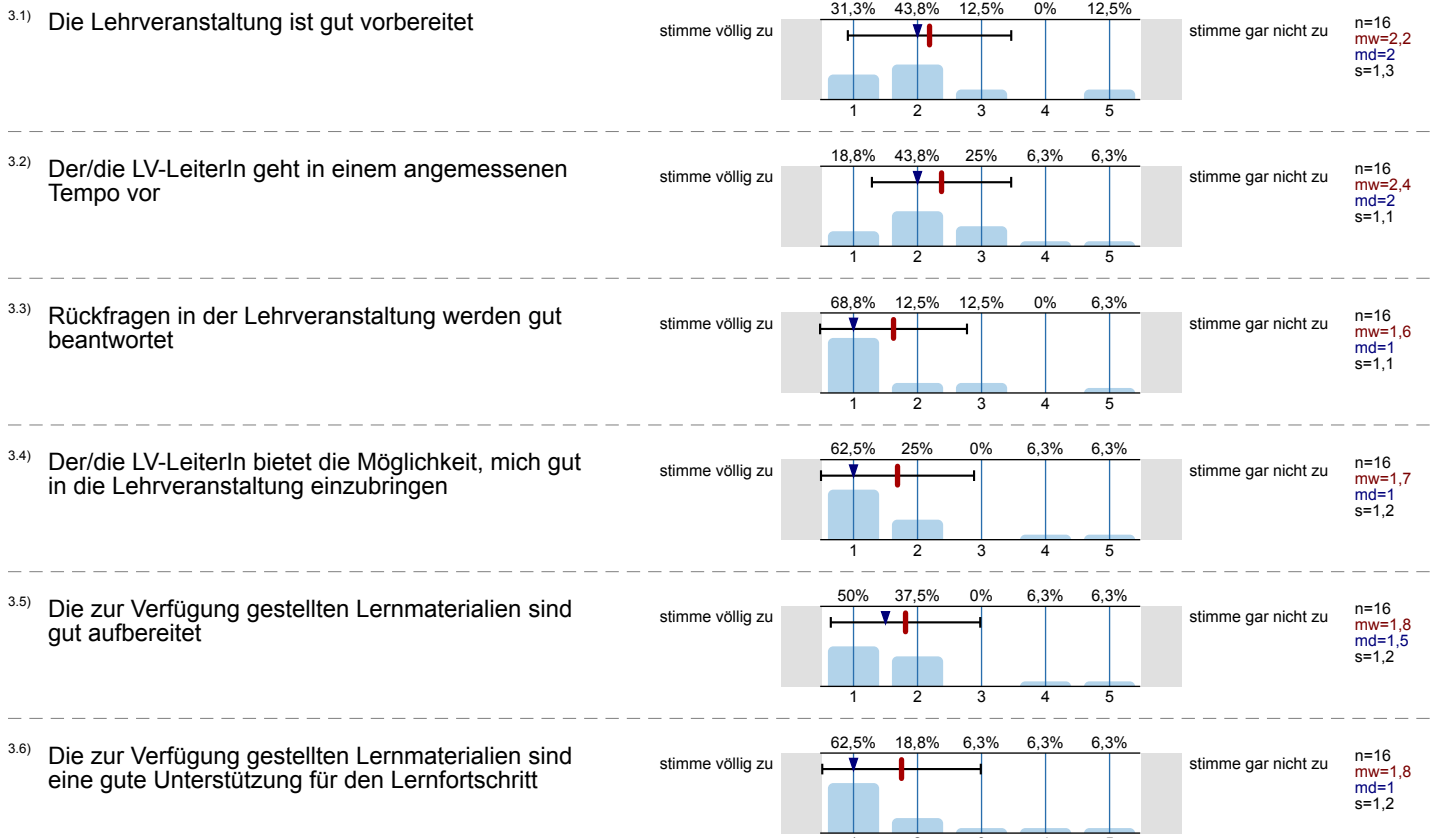 31,3% 43,8% 12,5% 0% 12,5%
3.1) Die Lehrveranstaltung ist gut vorbereitet
stimme völlig zu
stimme gar nicht zu
n=16
mw=2,2
md=2
s=1,3
1 2 3 4 5
18,8% 43,8% 25% 6,3% 6,3%
3.2) Der/die LV-LeiterIn geht in einem angemessenen
Tempo vor
stimme völlig zu
stimme gar nicht zu
n=16
mw=2,4
md=2
s=1,1
1 2 3 4 5
68,8% 12,5% 12,5% 0% 6,3%
3.3) Rückfragen in der Lehrveranstaltung werden gut
beantwortet
stimme völlig zu
stimme gar nicht zu
n=16
mw=1,6
md=1
s=1,1
1 2 3 4 5
62,5% 25% 0% 6,3% 6,3%
3.4) Der/die LV-LeiterIn bietet die Möglichkeit, mich gut
in die Lehrveranstaltung einzubringen
stimme völlig zu
stimme gar nicht zu
n=16
mw=1,7
md=1
s=1,2
1 2 3 4 5
50% 37,5% 0% 6,3% 6,3%
3.5) Die zur Verfügung gestellten Lernmaterialien sind
gut aufbereitet
stimme völlig zu
stimme gar nicht zu
n=16
mw=1,8
md=1,5
s=1,2
1 2 3 4 5
62,5% 18,8% 6,3% 6,3% 6,3%
3.6) Die zur Verfügung gestellten Lernmaterialien sind
eine gute Unterstützung für den Lernfortschritt
stimme völlig zu
stimme gar nicht zu
n=16
mw=1,8
md=1
s=1,2